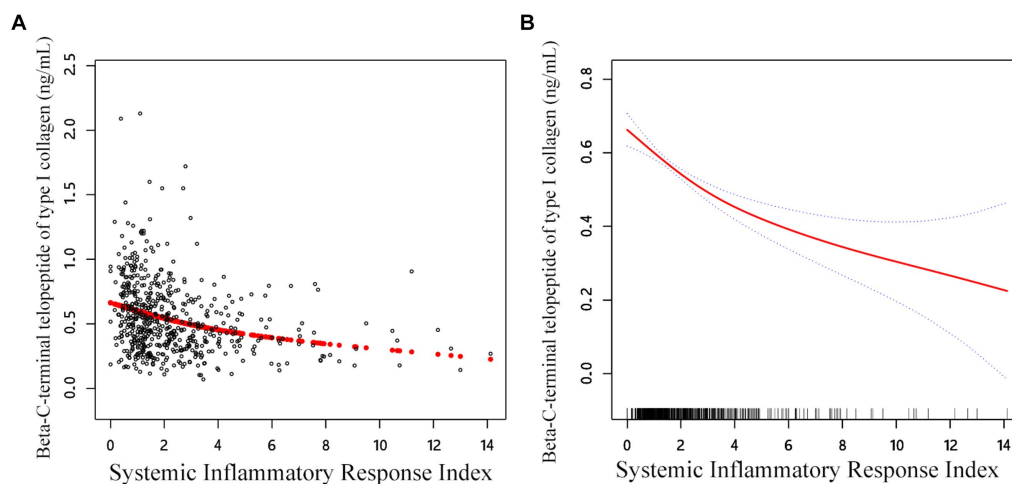 A
Beta-C-terminal telopeptide of type I collagen (ng/mL)
2.5
2.0
1.5
1.0
0.5
0.0
0 2 4 6 8 10 12 14
Systemic Inflammatory Response Index
B
Beta-C-terminal telopeptide of type I collagen (ng/mL)
0.8
0.6
0.4
0.2
0.0
0 2 4 6 8 10 12 14
Systemic Inflammatory Response Index